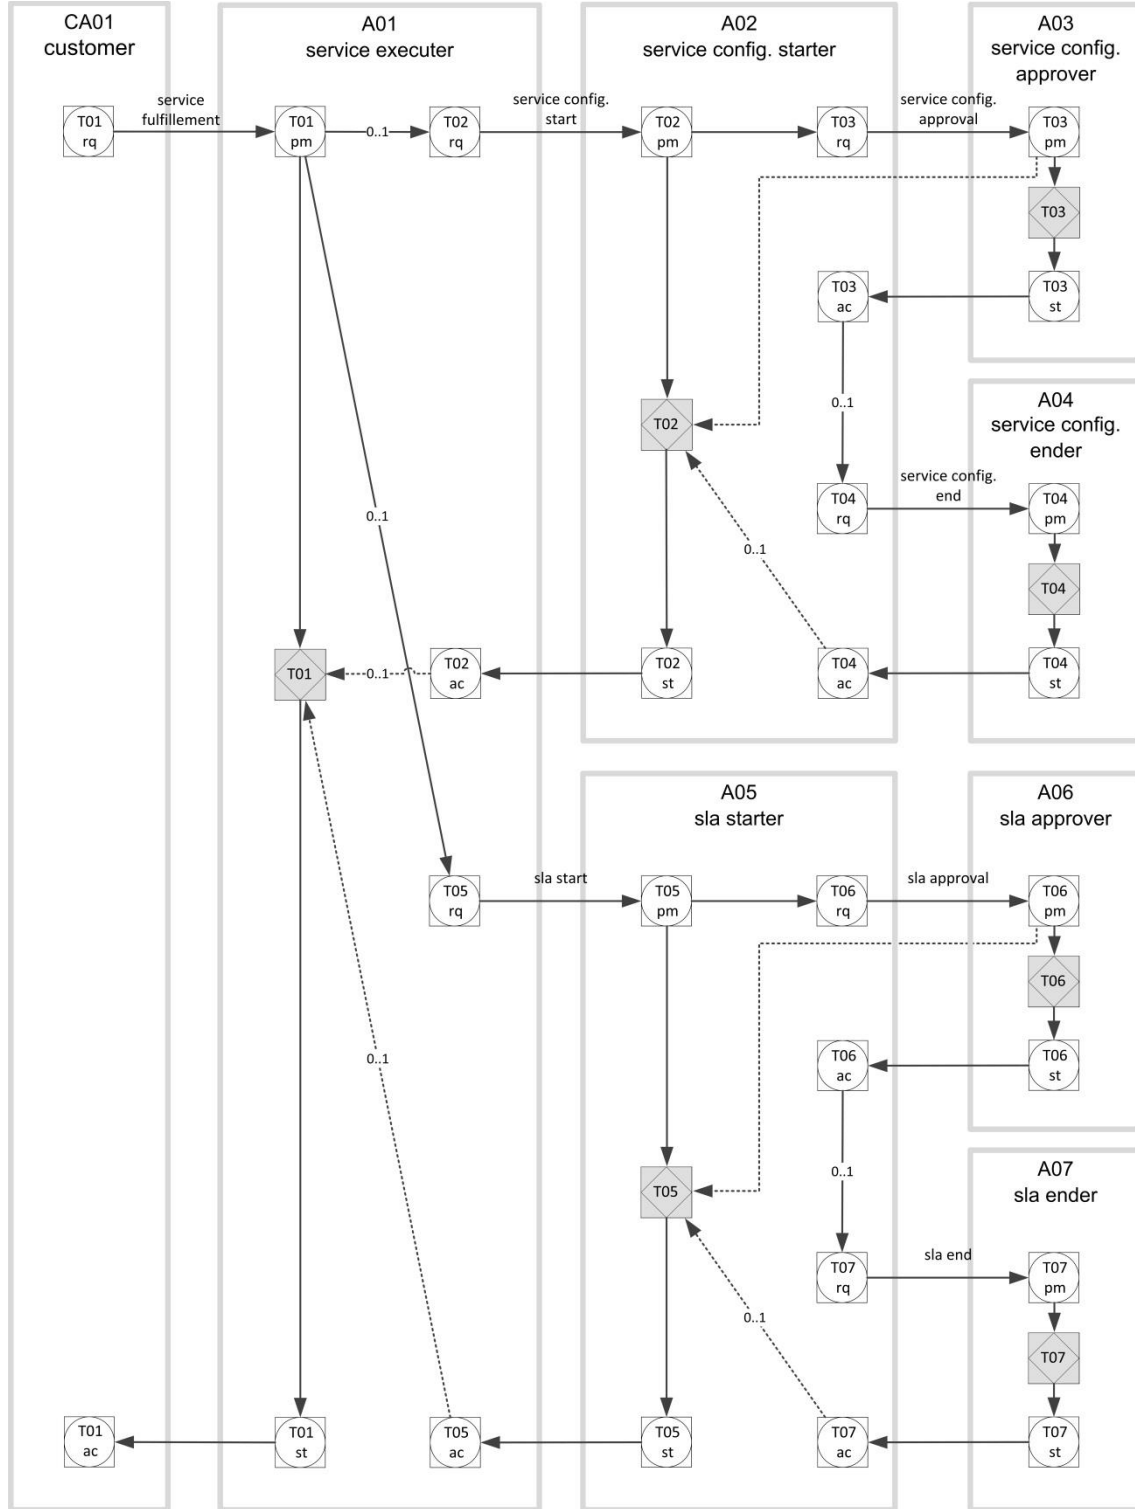 CA01
customer
A01
service executer
A02
service config. starter
A03
service config.
approver
T01
rq
service
fulfillment
T01
pm
0..1
T02
rq
service config.
start
T02
pm
T03
rq
service config.
approval
T03
pm
T03
T03
ac
T03
st
0..1
T02
A04
service config.
ender
T04
rq
service config.
end
T04
pm
0..1
0..1
T04
T01
0..1
T02
ac
T02
st
T04
ac
T04
st
A05
sla starter
A06
sla approver
T05
rq
sla start
T05
pm
T06
rq
sla approval
T06
pm
T06
0..1
T06
ac
T06
st
0..1
T05
A07
sla ender
T07
rq
sla end
T07
pm
0..1
T07
T01
ac
T01
st
T05
ac
T05
st
T07
ac
T07
st